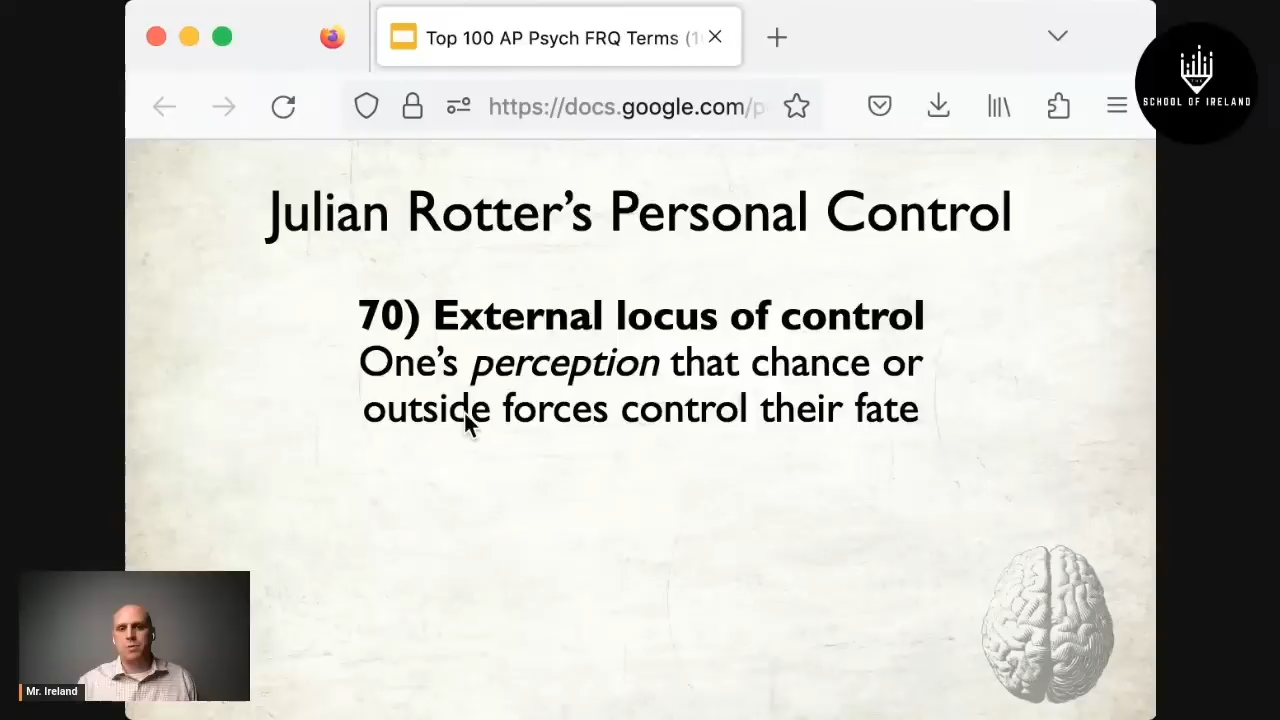 Top 100 AP Psych FRQ Terms (1
https://docs.google.com/p
THE
SCHOOL OF IRELAND
Julian Rotter’s Personal Control
70) External locus of control
One’s perception that chance or
outside forces control their fate
Mr. Ireland